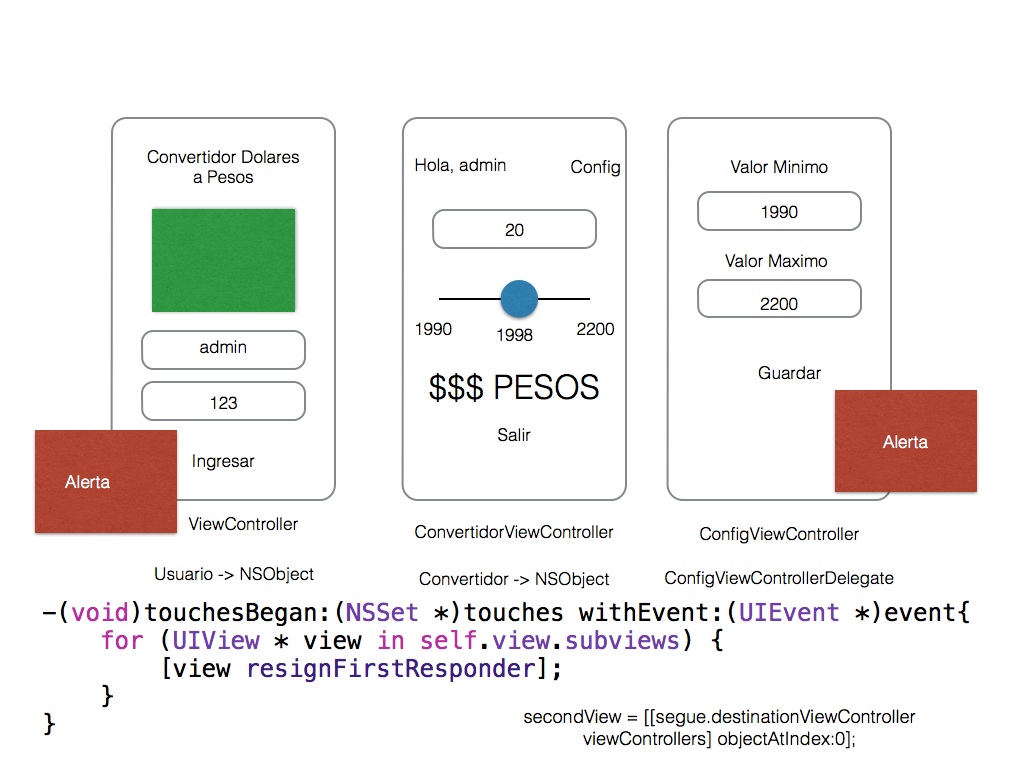 Convertidor Dolares
a Pesos
admin
123
Ingresar
Alerta
ViewController
Usuario -> NSObject
Hola, admin
Config
20
1990
1998
2200
$$$ PESOS
Salir
ConvertidorViewController
Convertidor -> NSObject
Valor Minimo
1990
Valor Maximo
2200
Guardar
Alerta
ConfigViewController
ConfigViewControllerDelegate
-(void)touchesBegan:(NSSet *)touches withEvent:(UIEvent *)event{
for (UIView * view in self.view.subviews) {
[view resignFirstResponder];
}
}
secondView = [[segue.destinationViewController
viewControllers] objectAtIndex:0];